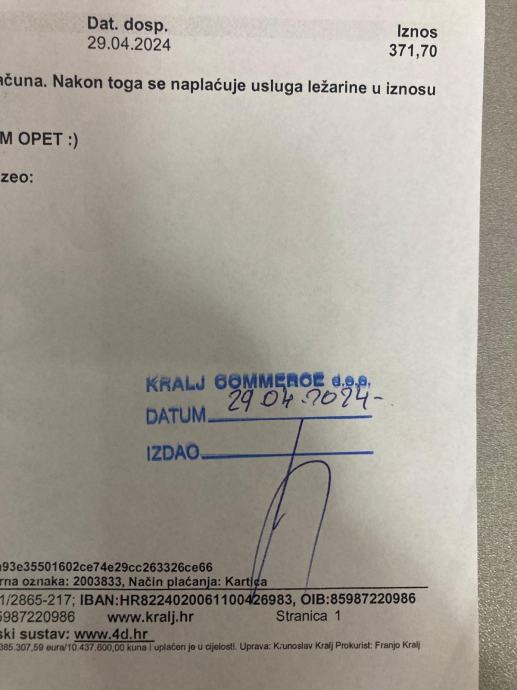 Dat. dosp. Iznos
29.04.2024 371,70
ačuna. Nakon toga se naplaćuje usluga ležarine u iznosu
M OPET :)
zeo:
KRALJ COMMERCE d.o.o.
DATUM 29 04.2024-
IZDAO
93e35501602ce74e29cc263326ce66
rna oznaka: 2003833, Način plaćanja: Kartica
1/2865-217; IBAN:HR8224020061100426983, OIB:85987220986
5987220986 www.kralj.hr Stranica 1
ski sustav: www.4d.hr
385.307,59 eura/10.437.600,00 kuna i uplaćen je u cijelosti. Uprava: Krunoslav Kralj Prokurist: Franjo Kralj